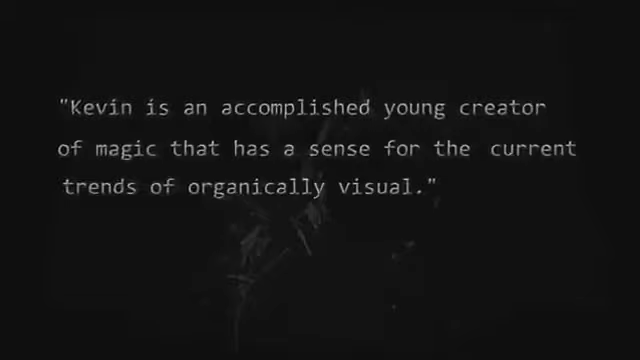 "Kevin is an accomplished young creator
of magic that has a sense for the current
trends of organically visual."